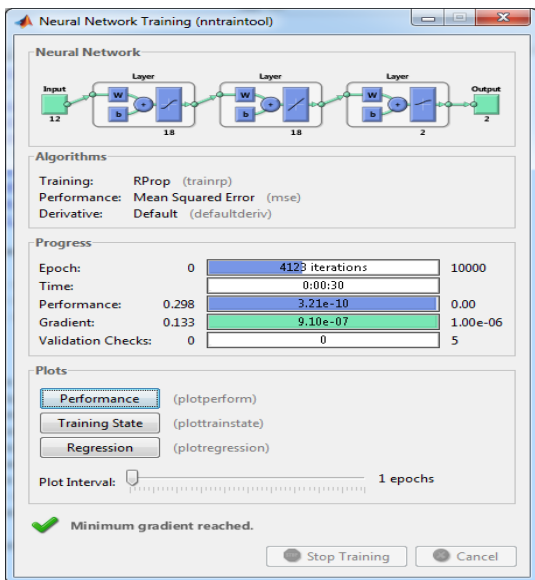 Neural Network Training (nntraintool)
Neural Network
Layer Layer Layer
Input Output
W W W
b b b
12 18 18 2 2
Algorithms
Training: RProp (trainrp)
Performance: Mean Squared Error (mse)
Derivative: Default (defaultderiv)
Progress
Epoch: 0 4123 iterations 10000
Time: 0:00:30
Performance: 0.298 3.21e-10 0.00
Gradient: 0.133 9.10e-07 1.00e-06
Validation Checks: 0 0 5
Plots
Performance (plotperform)
Training State (plottrainstate)
Regression (plotregression)
Plot Interval: 1 epochs
Minimum gradient reached.
Stop Training Cancel